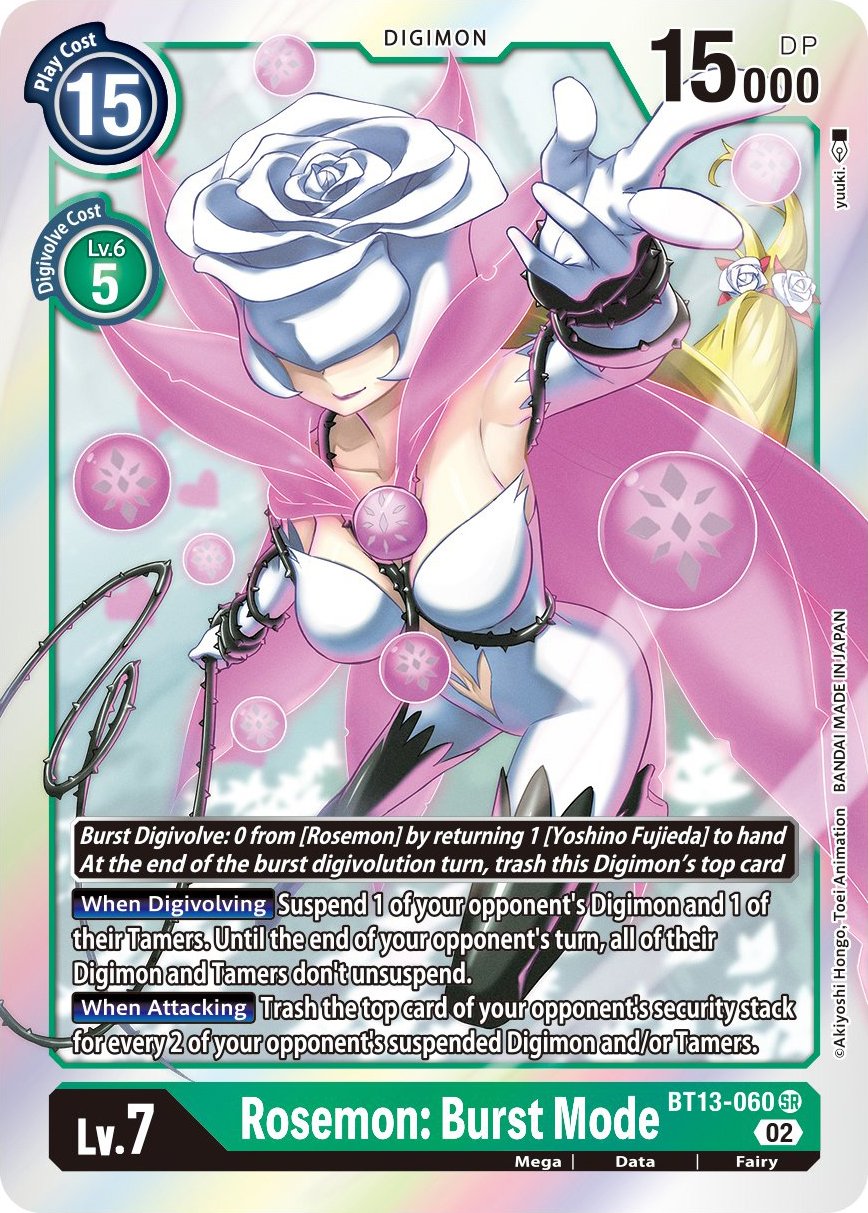 DIGIMON
Play Cost
15
15000
DP
Digivolve Cost
Lv.6
5
yuuki.
Burst Digivolve: 0 from [Rosemon] by returning 1 [Yoshino Fujieda] to hand
At the end of the burst digivolution turn, trash this Digimon's top card
When Digivolving Suspend 1 of your opponent's Digimon and 1 of
their Tamers. Until the end of your opponent's turn, all of their
Digimon and Tamers don't unsuspend.
When Attacking Trash the top card of your opponent's security stack
for every 2 of your opponent's suspended Digimon and/or Tamers.
©Akiyoshi Hongo, Toei Animation BANDAI MADE IN JAPAN
Lv.7
Rosemon: Burst Mode
BT13-060 SR
02
Mega | Data | Fairy